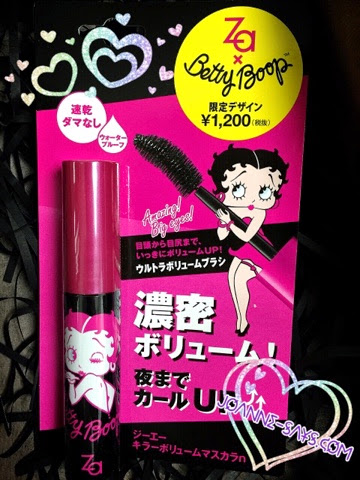 Za
×
Betty Boop™
限定デザイン
¥1,200(税抜)
速乾
ダマなし
ウォーター
プルーフ
Amazing!
Big eyes!
目頭から目尻まで、
いっきにボリュームUP!
ウルトラボリュームブラシ
濃密
ボリューム!
夜まで
カール U
JOANNE-SAYS.COM
ジーエー
キラーボリュームマスカラn
Betty Boop
Za